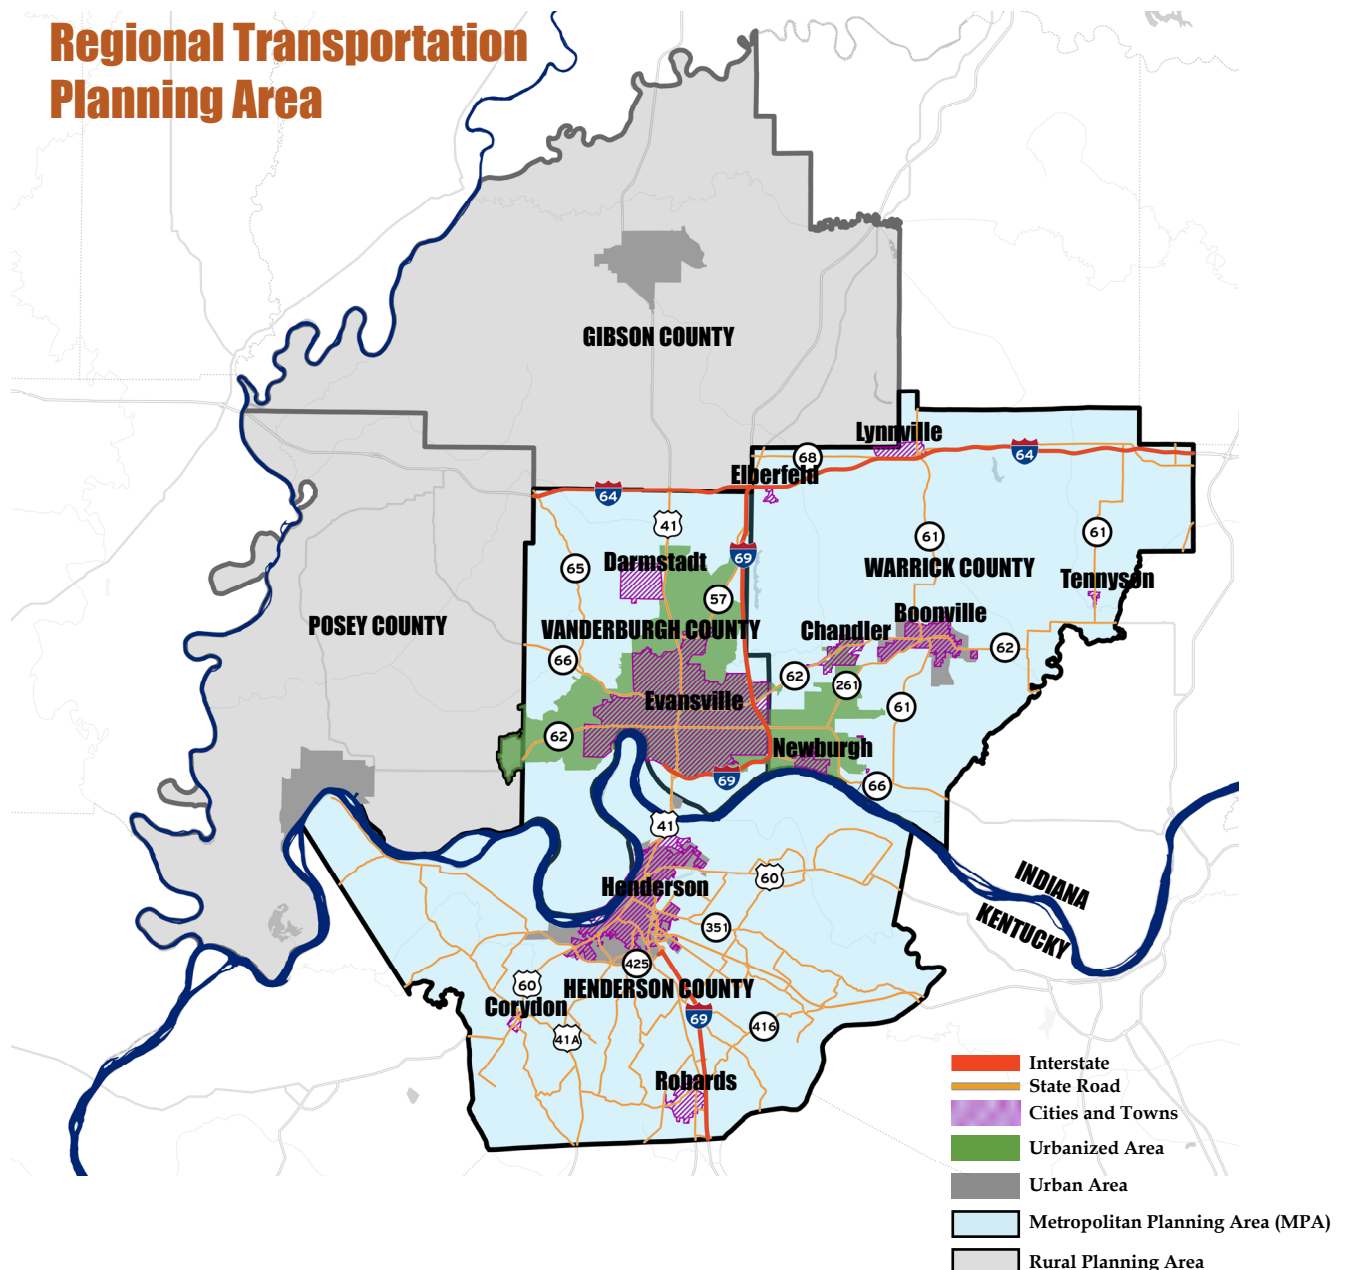 Regional Transportation
Planning Area
GIBSON COUNTY
Lynnville
68
64
Elberfeld
64
41
61
61
69
Darmstadt
65
WARRICK COUNTY
Tennyson
57
Boonville
POSEY COUNTY
VANDERBURGH COUNTY
Chandler
62
66
62
261
Evansville
61
62
Newburgh
69
66
41
INDIANA
60
Henderson
KENTUCKY
351
425
60
HENDERSON COUNTY
Corydon
69
416
41A
Robards
Interstate
State Road
Cities and Towns
Urbanized Area
Urban Area
Metropolitan Planning Area (MPA)
Rural Planning Area